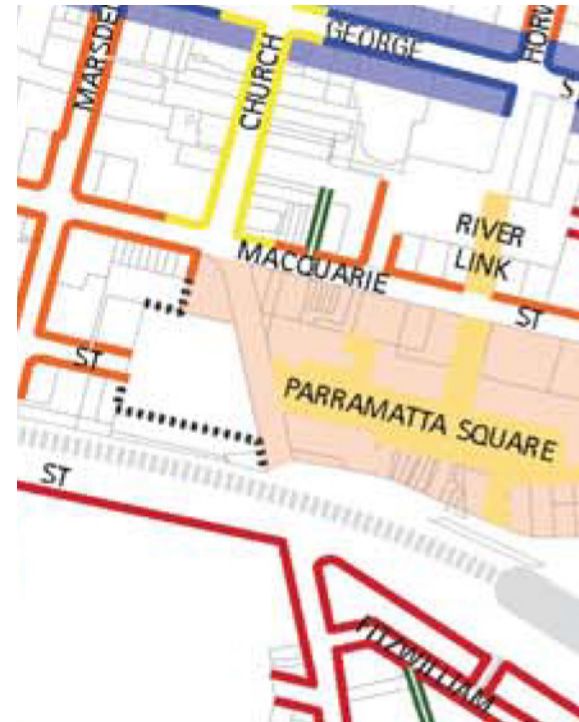 MARSDEN
CHURCH
GEORGE
S
MACQUARIE
ST
RIVER
LINK
ST
PARRAMATTA SQUARE
ST
FITZWILLIAM